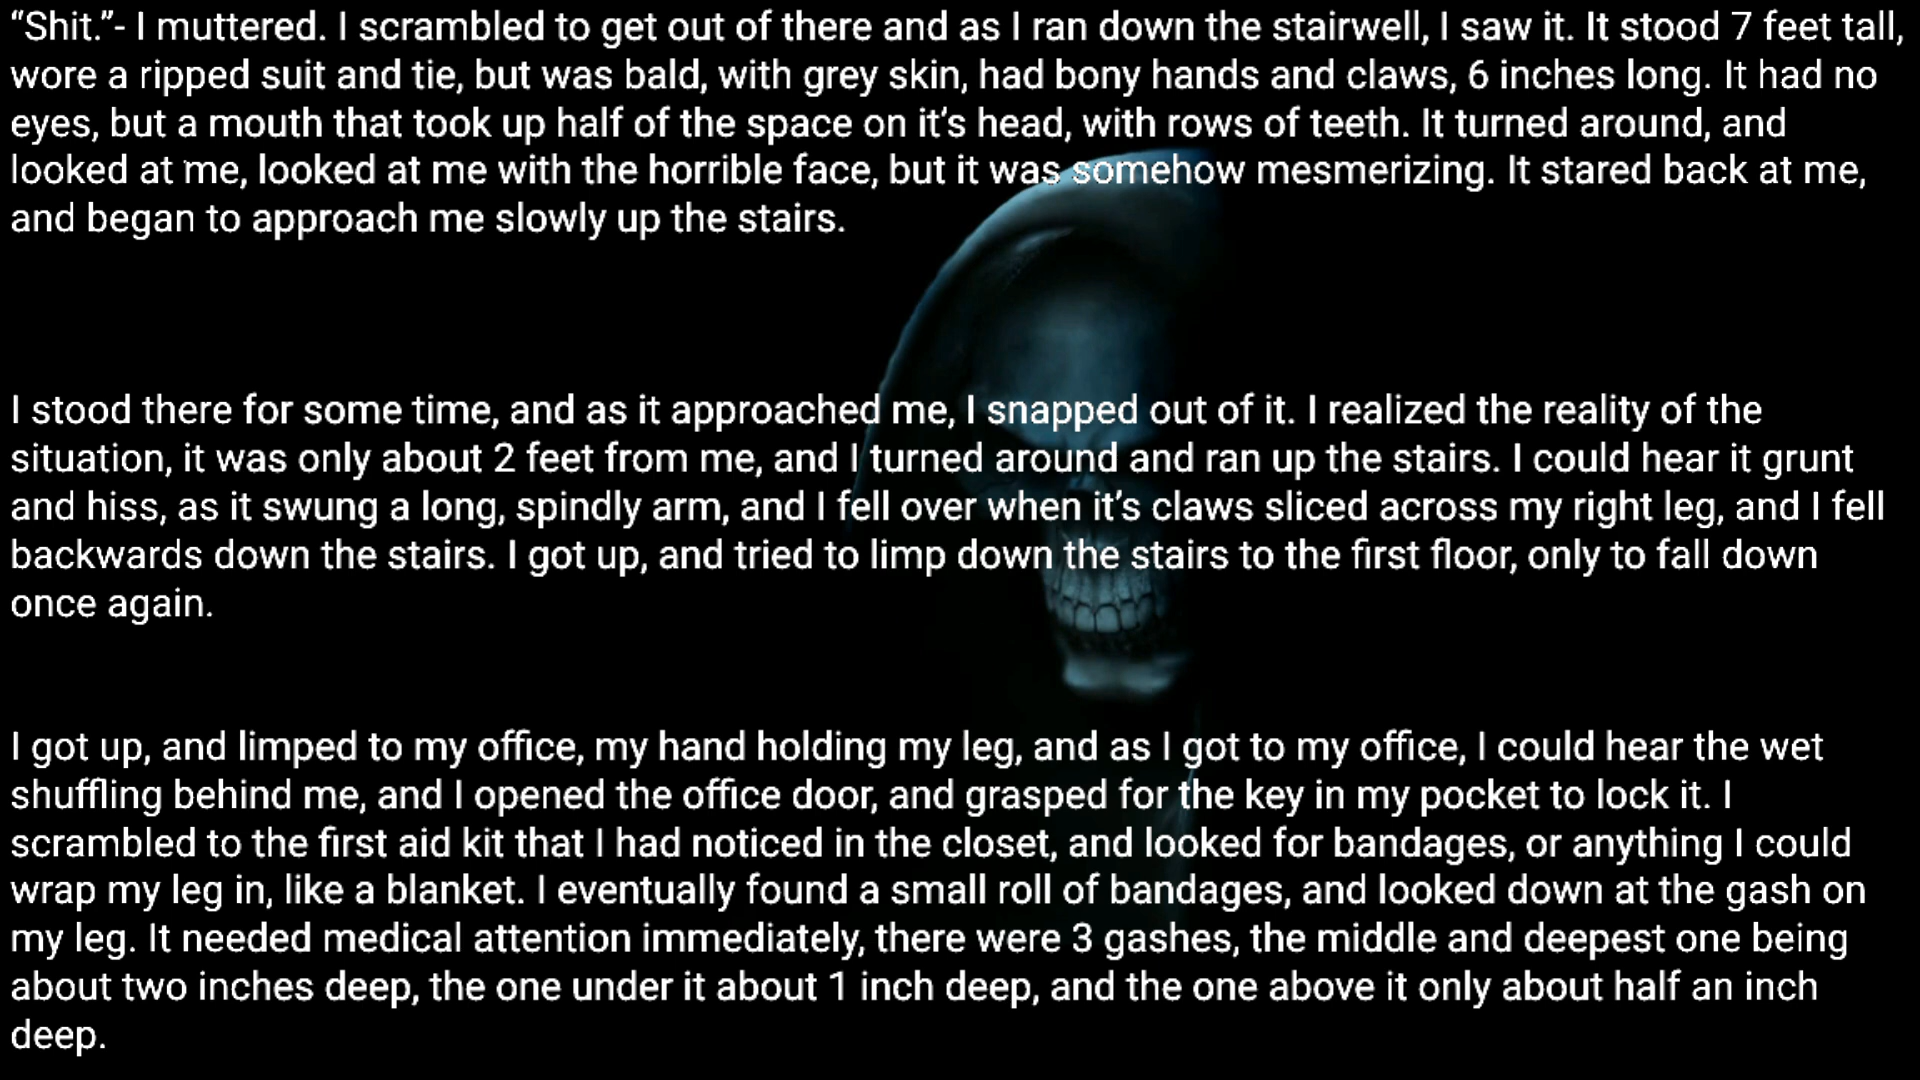 “Shit.”- I muttered. I scrambled to get out of there and as I ran down the stairwell, I saw it. It stood 7 feet tall,
wore a ripped suit and tie, but was bald, with grey skin, had bony hands and claws, 6 inches long. It had no
eyes, but a mouth that took up half of the space on it’s head, with rows of teeth. It turned around, and
looked at me, looked at me with the horrible face, but it was somehow mesmerizing. It stared back at me,
and began to approach me slowly up the stairs.
I stood there for some time, and as it approached me, I snapped out of it. I realized the reality of the
situation, it was only about 2 feet from me, and I turned around and ran up the stairs. I could hear it grunt
and hiss, as it swung a long, spindly arm, and I fell over when it’s claws sliced across my right leg, and I fell
backwards down the stairs. I got up, and tried to limp down the stairs to the first floor, only to fall down
once again.
I got up, and limped to my office, my hand holding my leg, and as I got to my office, I could hear the wet
shuffling behind me, and I opened the office door, and grasped for the key in my pocket to lock it. I
scrambled to the first aid kit that I had noticed in the closet, and looked for bandages, or anything I could
wrap my leg in, like a blanket. I eventually found a small roll of bandages, and looked down at the gash on
my leg. It needed medical attention immediately, there were 3 gashes, the middle and deepest one being
about two inches deep, the one under it about 1 inch deep, and the one above it only about half an inch
deep.